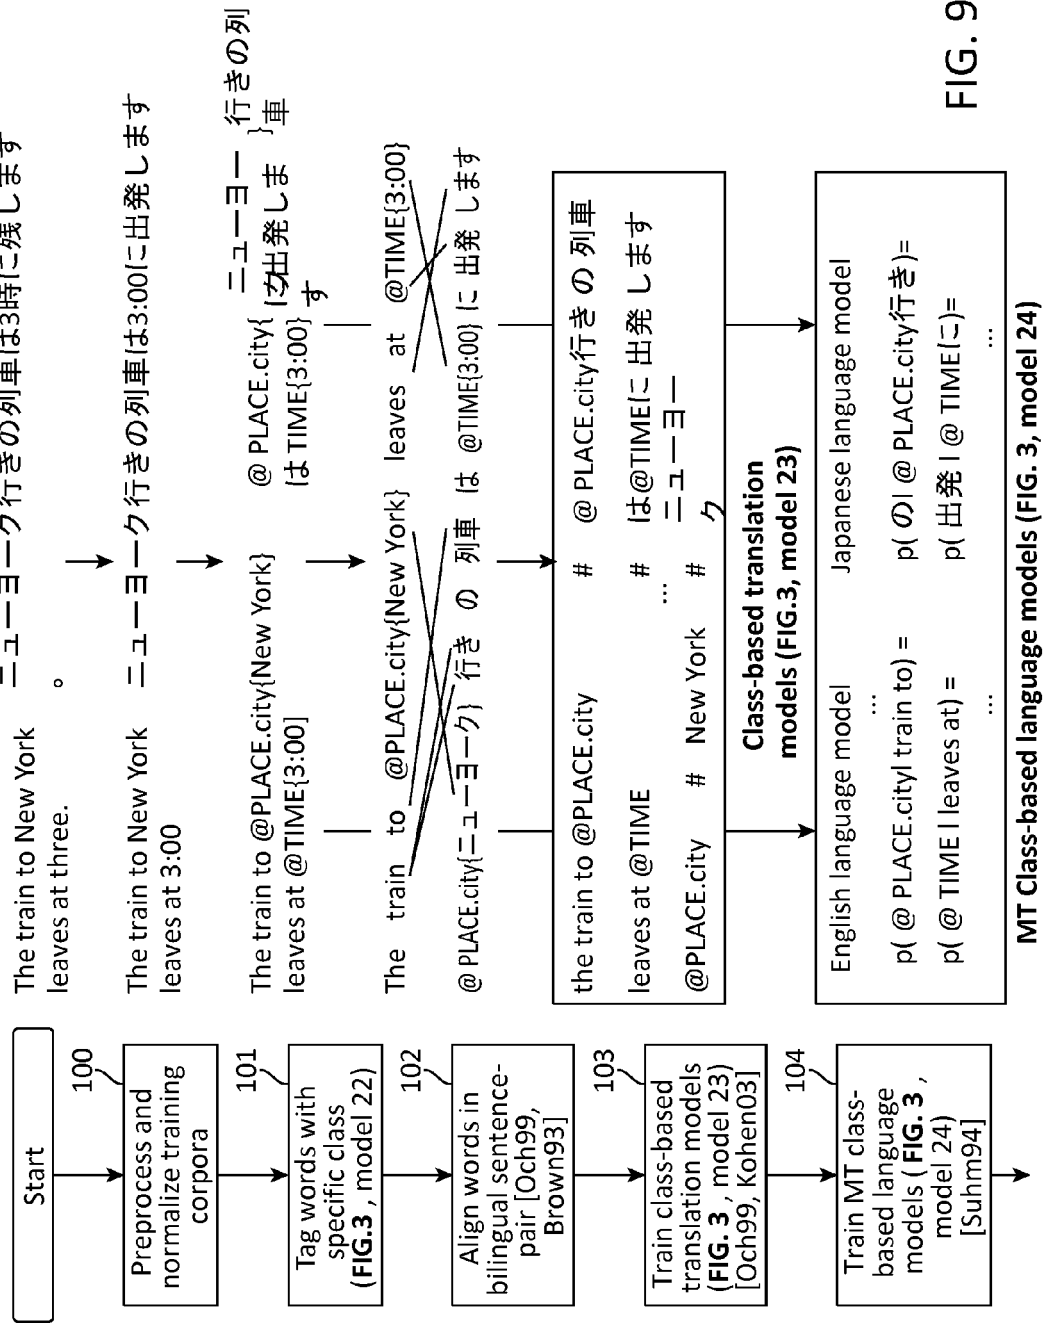 Start
100
Preprocess and
normalize training
corpora
101
Tag words with
specific class
(FIG.3 , model 22)
102
Align words in
bilingual sentence-
pair [Och99,
Brown93]
103
Train class-based
translation models
(FIG. 3 , model 23)
[Och99, Kohen03]
104
Train MT class-
based language
models ( FIG. 3 ,
model 24)
[Suhm94]
The train to New York
leaves at three.
ニューヨーク行きの列車は3時に残します
。
The train to New York
leaves at 3:00
ニューヨーク行きの列車は3:00に出発します
The train to @PLACE.city{New York}
leaves at @TIME{3:00]
@ PLACE.city{
ニューヨー
ク
}
行きの列
車
は TIME{3:00}
に出発しま
す
The train to @PLACE.city{New York} leaves at @TIME{3:00}
@ PLACE.city{ニューヨーク} 行き の 列車 は @TIME{3:00} に 出発 します
the train to @PLACE.city # @ PLACE.city行き の 列車
leaves at @TIME # は@TIMEに 出発 します
...
@PLACE.city # New York # ニューヨー
ク
Class-based translation
models (FIG.3, model 23)
English language model
...
p( @ PLACE.cityl train to) =
p( @ TIME l leaves at) =
...
Japanese language model
p( のl @ PLACE.city行き)=
p( 出発 l @ TIMEに)=
...
MT Class-based language models (FIG. 3, model 24)
FIG. 9